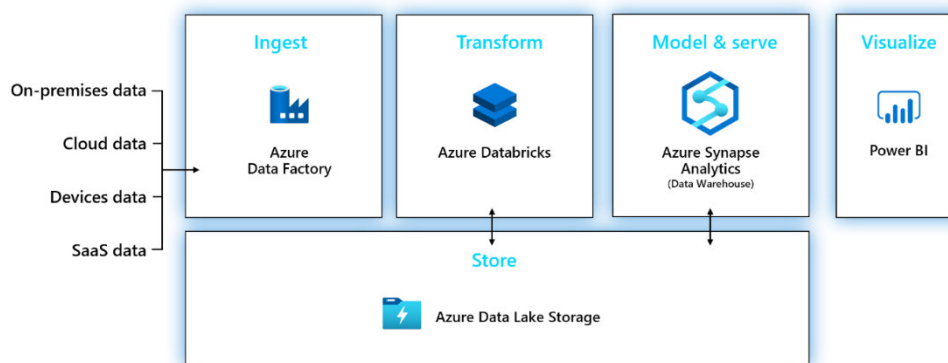 Ingest
Azure
Data Factory
Transform
Azure Databricks
Model & serve
Azure Synapse
Analytics
(Data Warehouse)
Visualize
Power BI
On-premises data
Cloud data
Devices data
SaaS data
Store
Azure Data Lake Storage